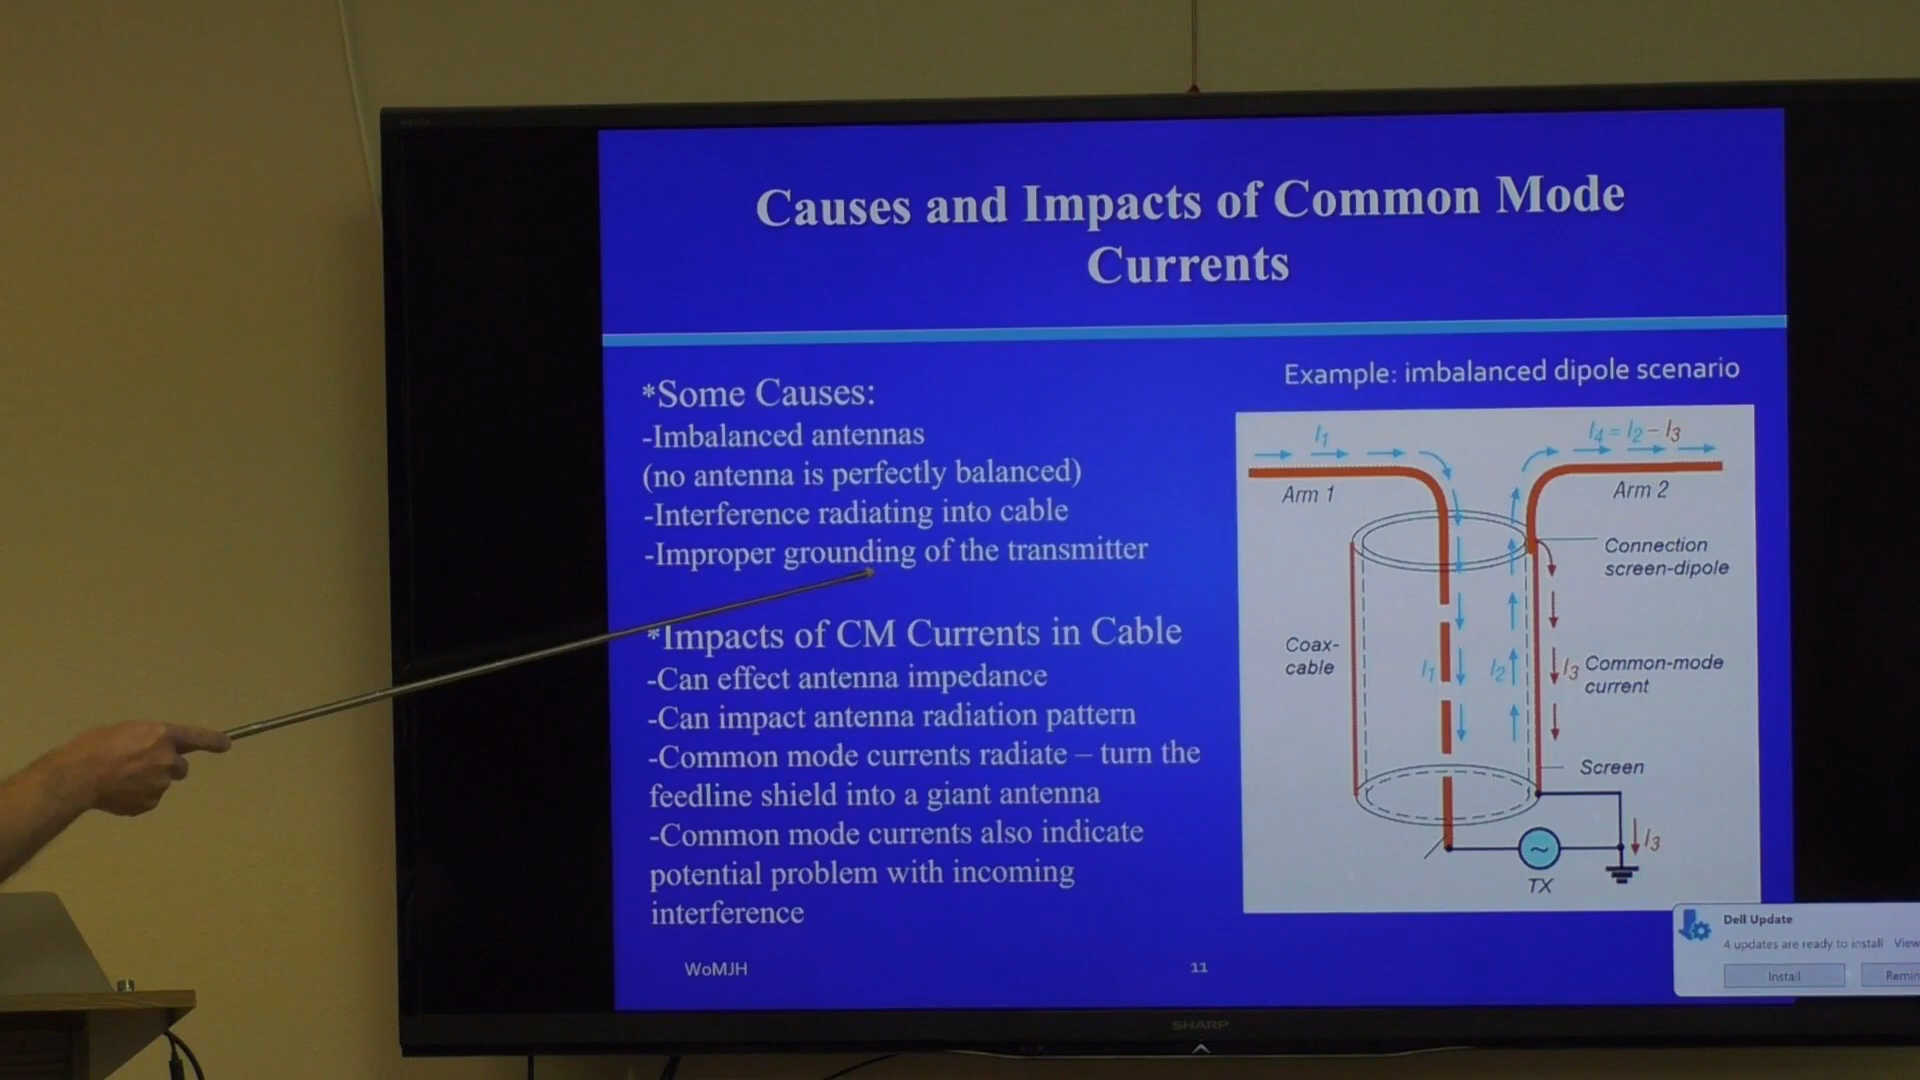 Causes and Impacts of Common Mode
Currents
*Some Causes:
-Imbalanced antennas
(no antenna is perfectly balanced)
-Interference radiating into cable
-Improper grounding of the transmitter
*Impacts of CM Currents in Cable
-Can effect antenna impedance
-Can impact antenna radiation pattern
-Common mode currents radiate – turn the
feedline shield into a giant antenna
-Common mode currents also indicate
potential problem with incoming
interference
Example: imbalanced dipole scenario
I1
I4 = I2 – I3
Arm 1
Arm 2
Connection
screen-dipole
Coax-
cable
I1
I2
I3 Common-mode
current
Screen
I3
TX
WoMJH
11
Dell Update
4 updates are ready to install View
Install
Remin
SHARP